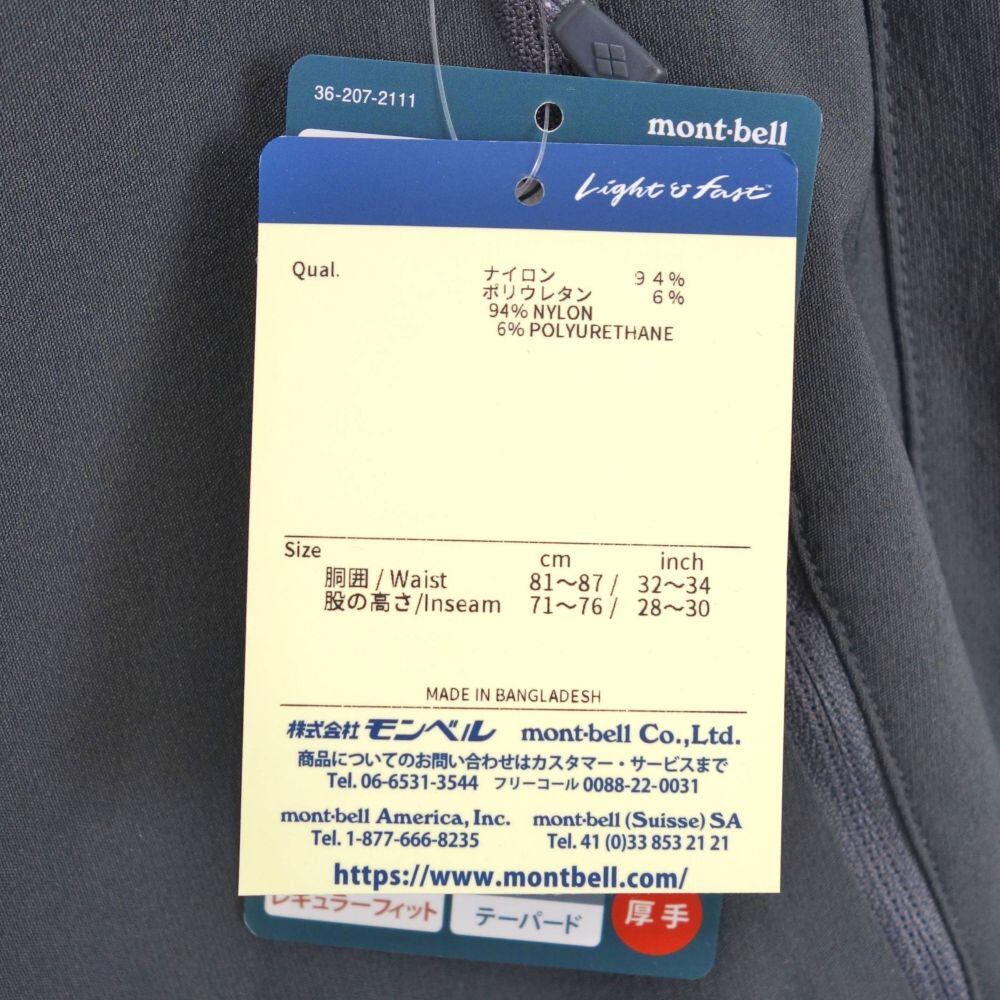 36-207-2111
mont-bell
Light & Fast™
Qual.
ナイロン 94%
ポリウレタン 6%
94% NYLON
6% POLYURETHANE
Size
cm inch
胴囲 / Waist 81〜87 / 32〜34
股の高さ/Inseam 71〜76 / 28〜30
MADE IN BANGLADESH
株式会社 モンベル mont-bell Co.,Ltd.
商品についてのお問い合わせはカスタマー・サービスまで
Tel. 06-6531-3544 フリーコール 0088-22-0031
mont-bell America, Inc. mont-bell (Suisse) SA
Tel. 1-877-666-8235 Tel. 41 (0)33 853 21 21
https://www.montbell.com/
レギュラーフィット テーパード 厚手